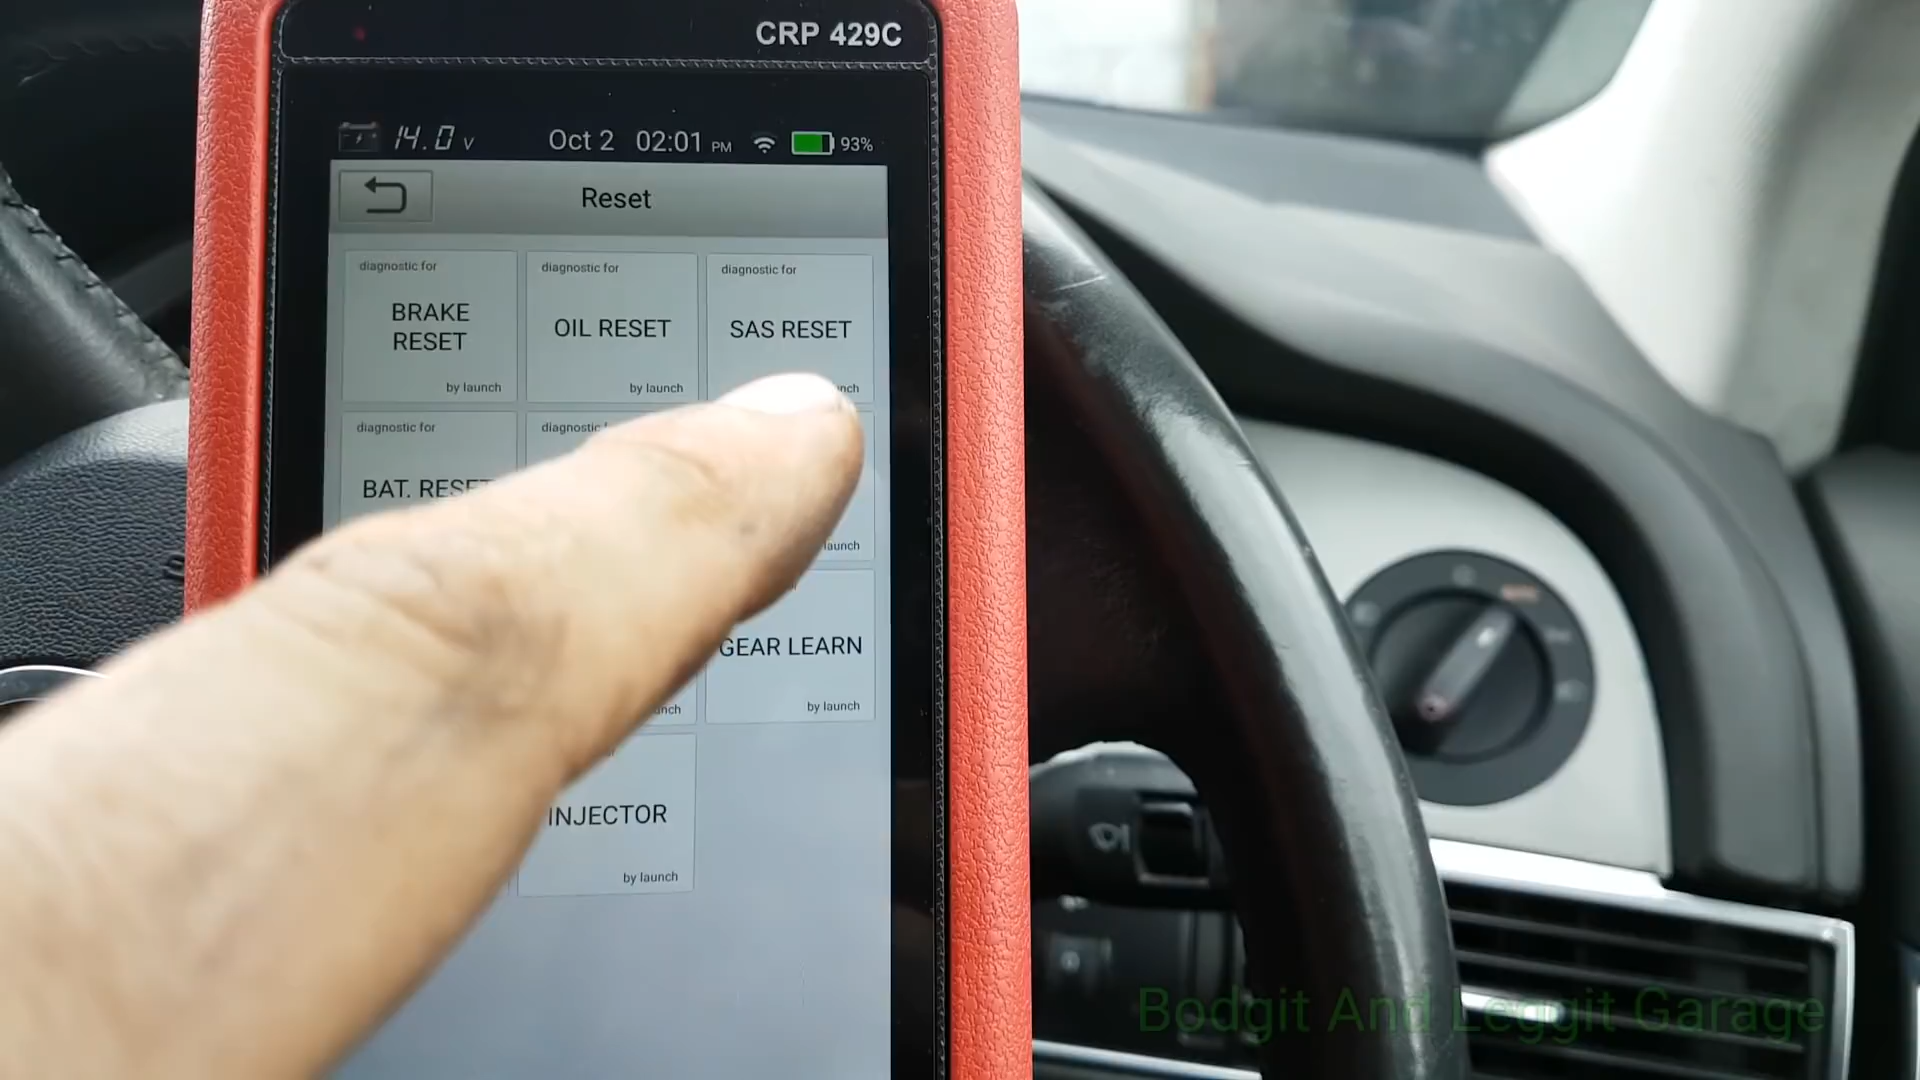 CRP 429C
14.0 V Oct 2 02:01 PM 93%
Reset
diagnostic for
BRAKE
RESET
by launch
diagnostic for
OIL RESET
by launch
diagnostic for
SAS RESET
diagnostic for
BAT. RESET
diagnostic
launch
GEAR LEARN
by launch
INJECTOR
by launch
Bodgit And Leggit Garage